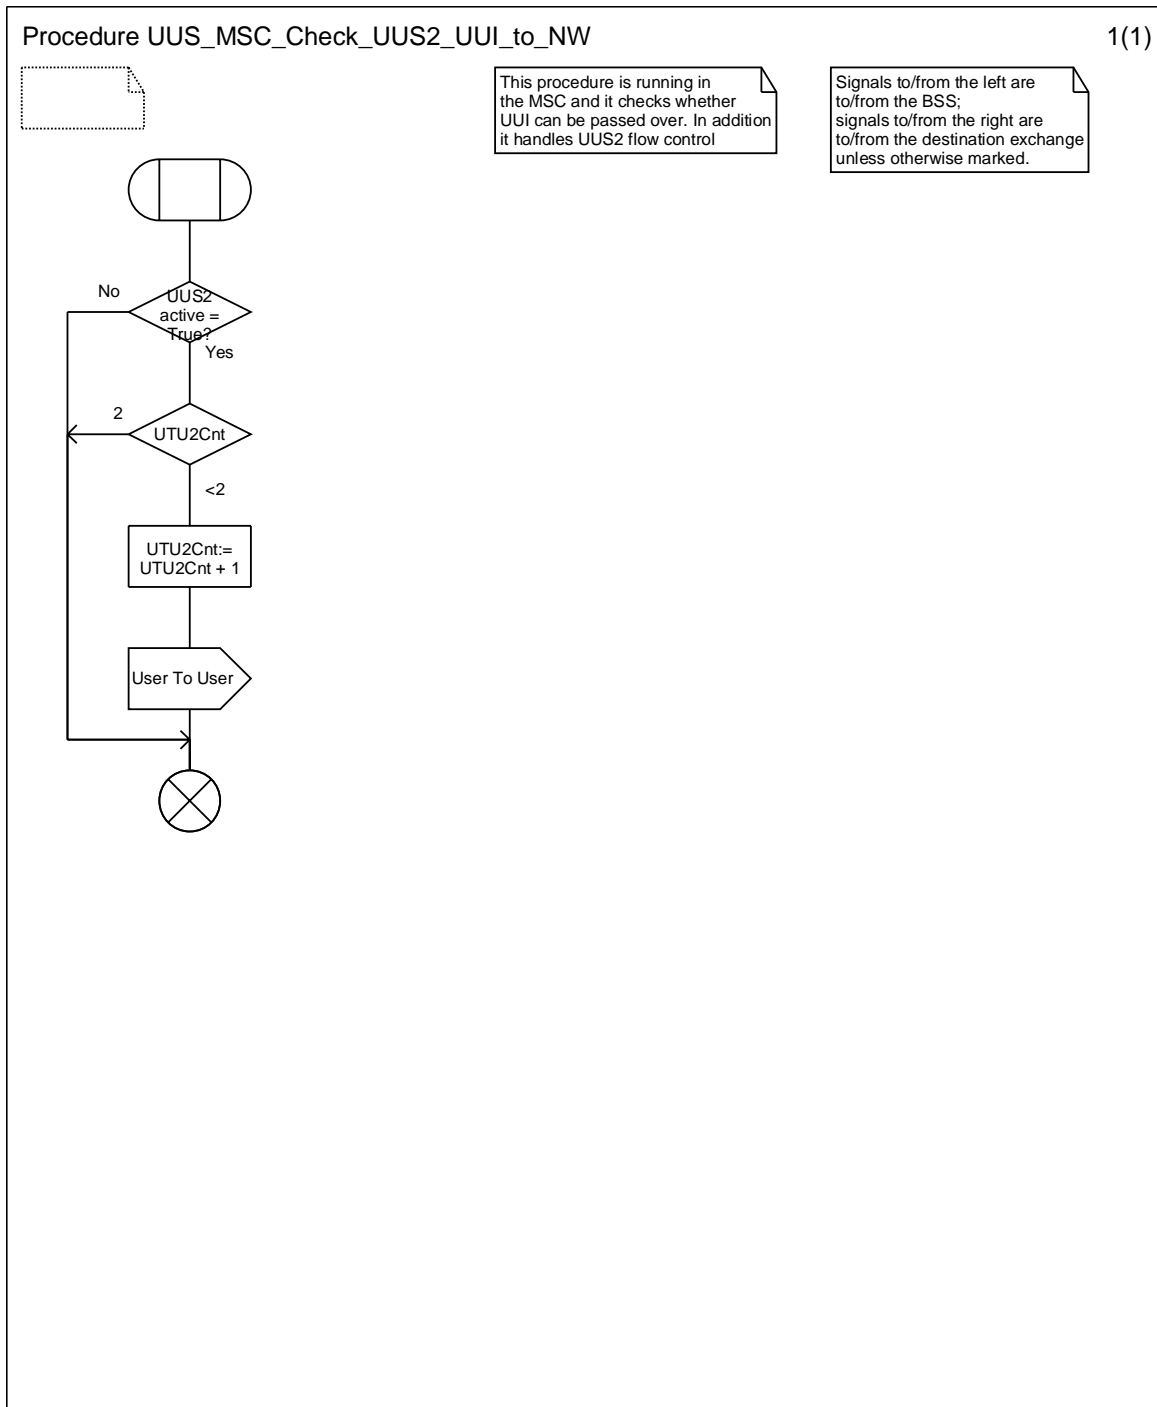 Procedure UUS_MSC_Check_UUS2_UUI_to_NW
1(1)
This procedure is running in
the MSC and it checks whether
UUI can be passed over. In addition
it handles UUS2 flow control
Signals to/from the left are
to/from the BSS;
signals to/from the right are
to/from the destination exchange
unless otherwise marked.
No
UUS2
active =
True?
Yes
2
UTU2Cnt
<2
UTU2Cnt:=
UTU2Cnt + 1
User To User